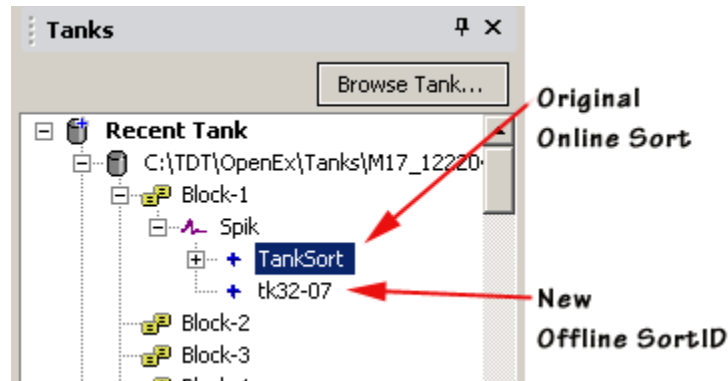 Tanks
Browse Tank...
Original
Online Sort
Recent Tank
C:\TDT\OpenEx\Tanks\M17_12220
Block-1
Spik
TankSort
tk32-07
New
Offline SortID
Block-2
Block-3